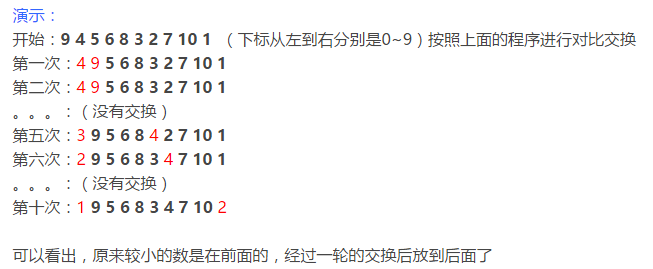 演示：
开始：9 4 5 6 8 3 2 7 10 1 （下标从左到右分别是0~9）按照上面的程序进行对比交换
第一次：4 9 5 6 8 3 2 7 10 1
第二次：4 9 5 6 8 3 2 7 10 1
。。。：（没有交换）
第五次：3 9 5 6 8 4 2 7 10 1
第六次：2 9 5 6 8 3 4 7 10 1
。。。：（没有交换）
第十次：1 9 5 6 8 3 4 7 10 2
可以看出，原来较小的数是在前面的，经过一轮的交换后放到后面了